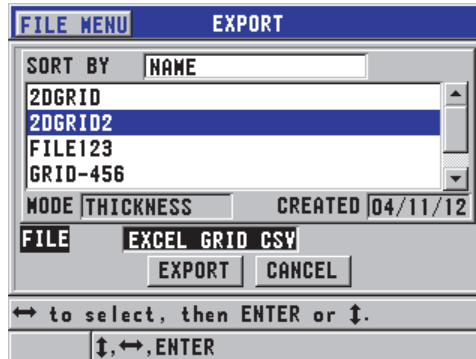 FILE MENU EXPORT
SORT BY NAME
2DGRID
2DGRID2
FILE123
GRID-456
MODE THICKNESS CREATED 04/11/12
FILE EXCEL GRID CSV
EXPORT CANCEL
↔ to select, then ENTER or ↕.
↕,↔,ENTER